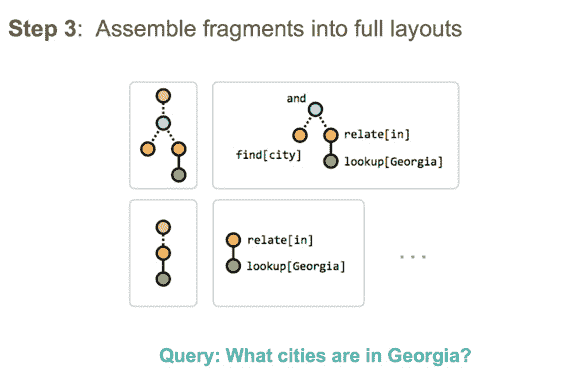 Step 3: Assemble fragments into full layouts
and
relate[in]
find[city]
lookup[Georgia]
relate[in]
lookup[Georgia]
...
Query: What cities are in Georgia?